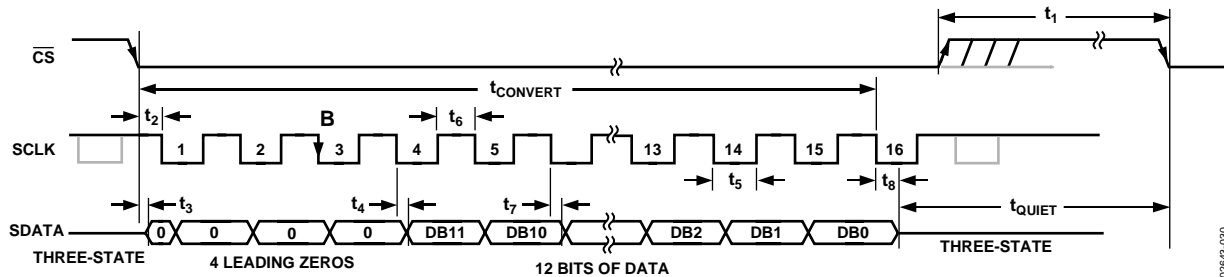 t1
CS
tCONVERT
t2 B t6
SCLK 1 2 3 4 5 13 14 15 16
t5 t8
t3 t4 t7 tQUIET
SDATA 0 0 0 0 DB11 DB10 DB2 DB1 DB0
THREE-STATE THREE-STATE
4 LEADING ZEROS 12 BITS OF DATA
02643-030